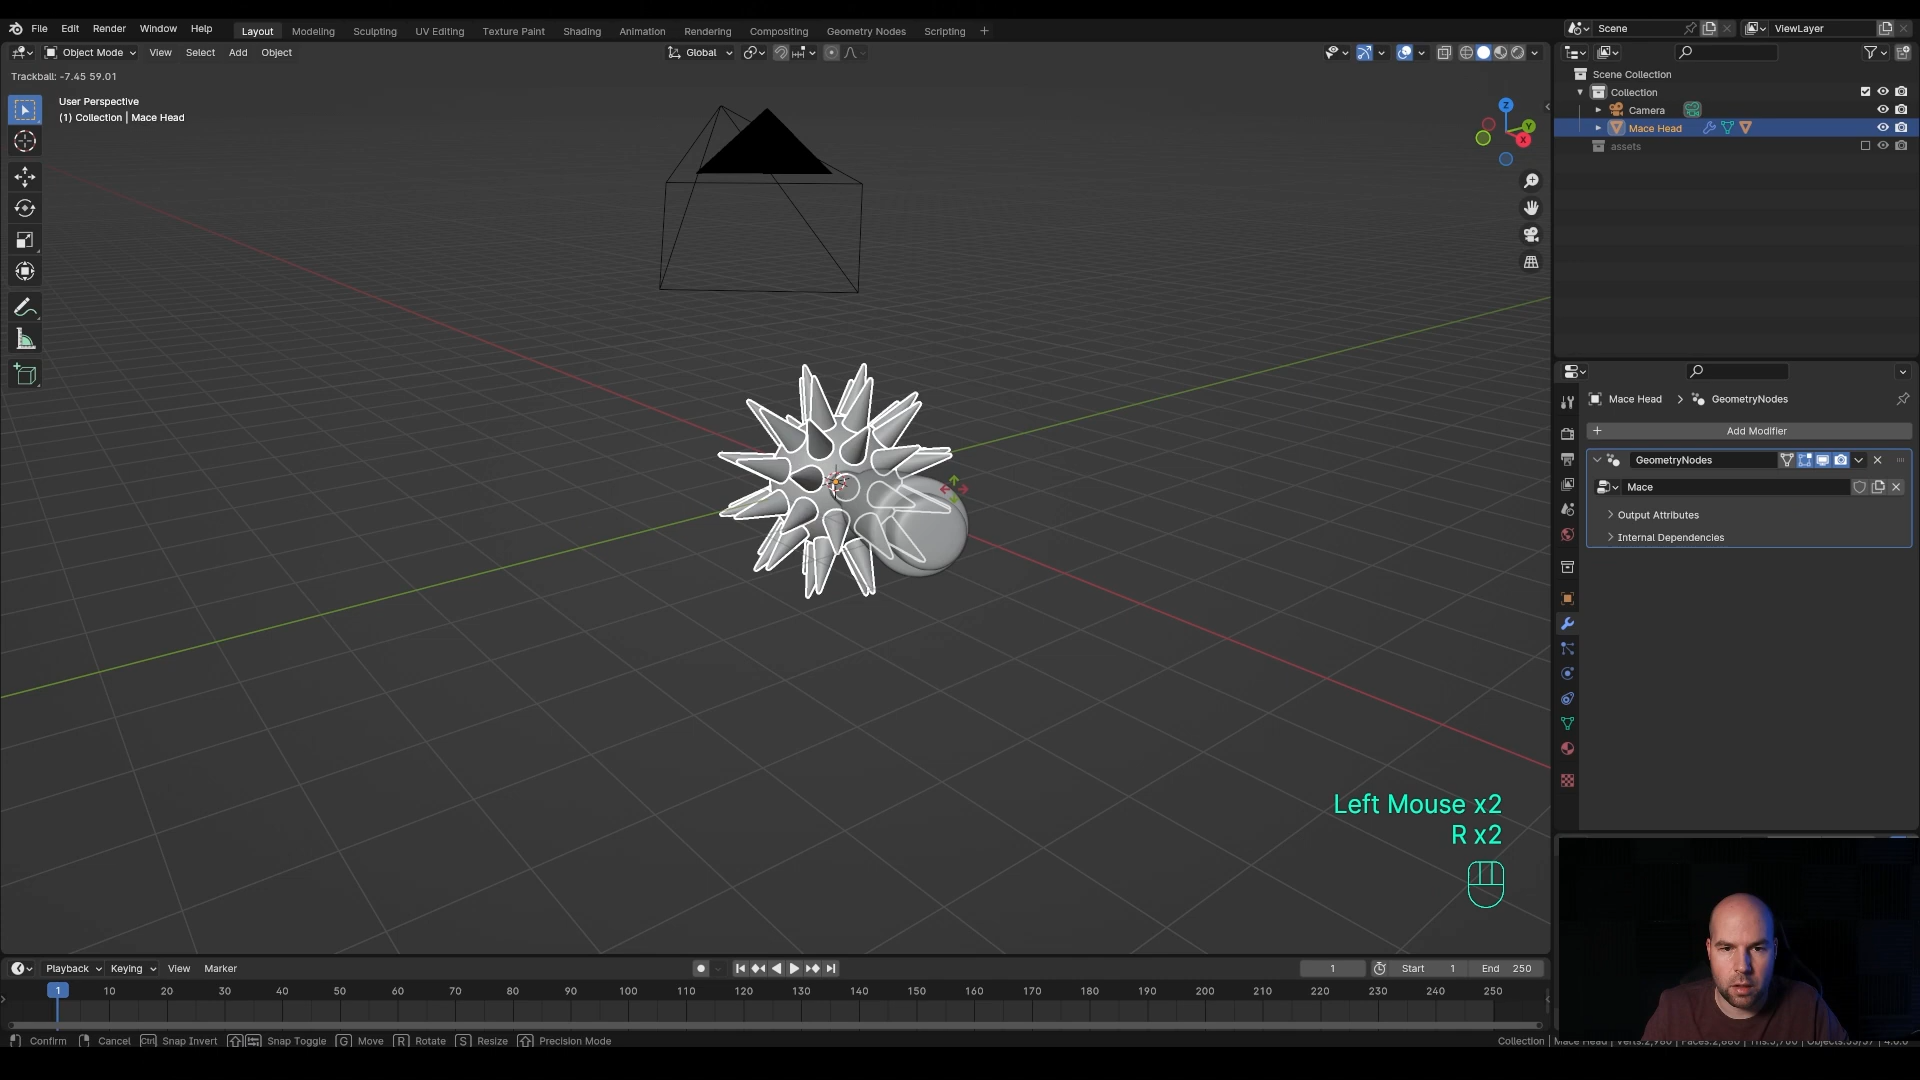 File Edit Render Window Help Layout Modeling Sculpting UV Editing Texture Paint Shading Animation Rendering Compositing Geometry Nodes Scripting + Scene ViewLayer
Object Mode View Select Add Object Global
Trackball: -7.45 59.01
User Perspective
(1) Collection | Mace Head
Z
Y
X
Scene Collection
Collection
Camera
Mace Head
assets
Mace Head > GeometryNodes
+ Add Modifier
GeometryNodes
Mace
Output Attributes
Internal Dependencies
Left Mouse x2
R x2
Playback Keying View Marker 1 Start 1 End 250
1 10 20 30 40 50 60 70 80 90 100 110 120 130 140 150 160 170 180 190 200 210 220 230 240 250
Confirm Cancel Ctrl Snap Invert Snap Toggle G Move R Rotate S Resize Precision Mode Collection |